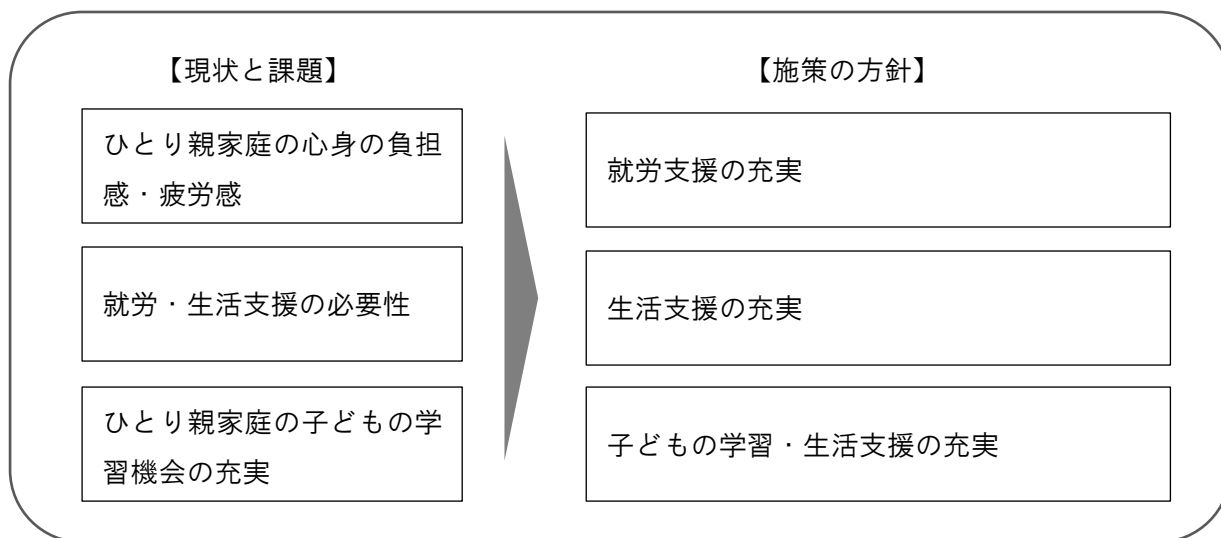 【現状と課題】
【施策の方針】
ひとり親家庭の心身の負担
感・疲労感
就労・生活支援の必要性
ひとり親家庭の子どもの学
習機会の充実
就労支援の充実
生活支援の充実
子どもの学習・生活支援の充実